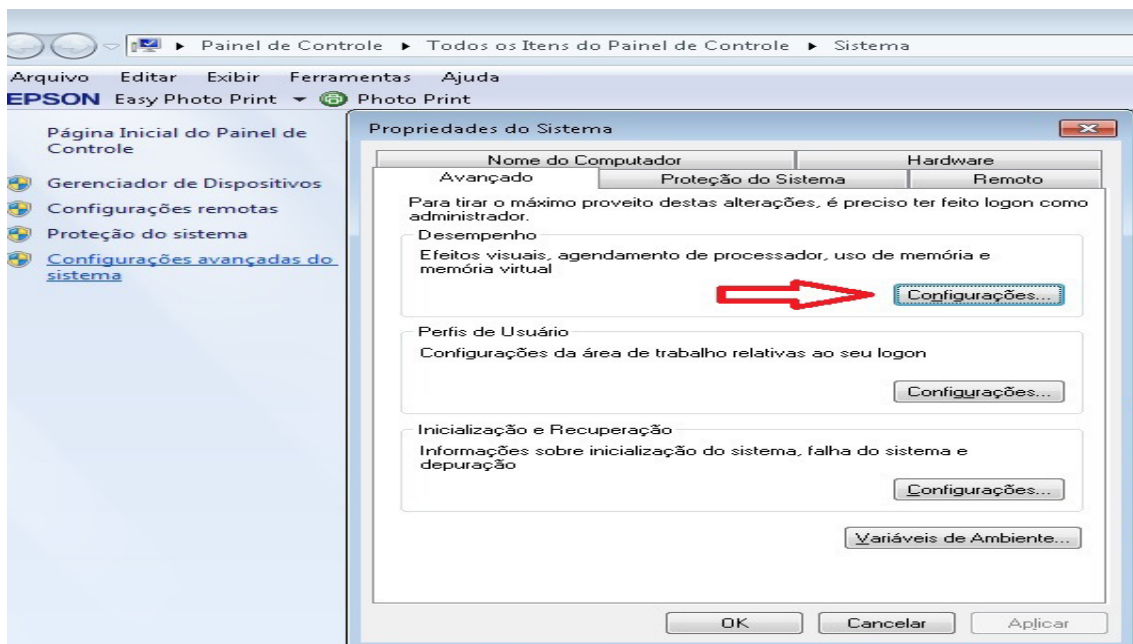 Painel de Controle ▸ Todos os Itens do Painel de Controle ▸ Sistema
Arquivo Editar Exibir Ferramentas Ajuda
EPSON Easy Photo Print Photo Print
Página Inicial do Painel de
Controle
Gerenciador de Dispositivos
Configurações remotas
Proteção do sistema
Configurações avançadas do
sistema
Propriedades do Sistema
Nome do Computador Hardware
Avançado Proteção do Sistema Remoto
Para tirar o máximo proveito destas alterações, é preciso ter feito logon como
administrador.
Desempenho
Efeitos visuais, agendamento de processador, uso de memória e
memória virtual
Configurações...
Perfis de Usuário
Configurações da área de trabalho relativas ao seu logon
Configurações...
Inicialização e Recuperação
Informações sobre inicialização do sistema, falha do sistema e
depuração
Configurações...
Variáveis de Ambiente...
OK Cancelar Aplicar